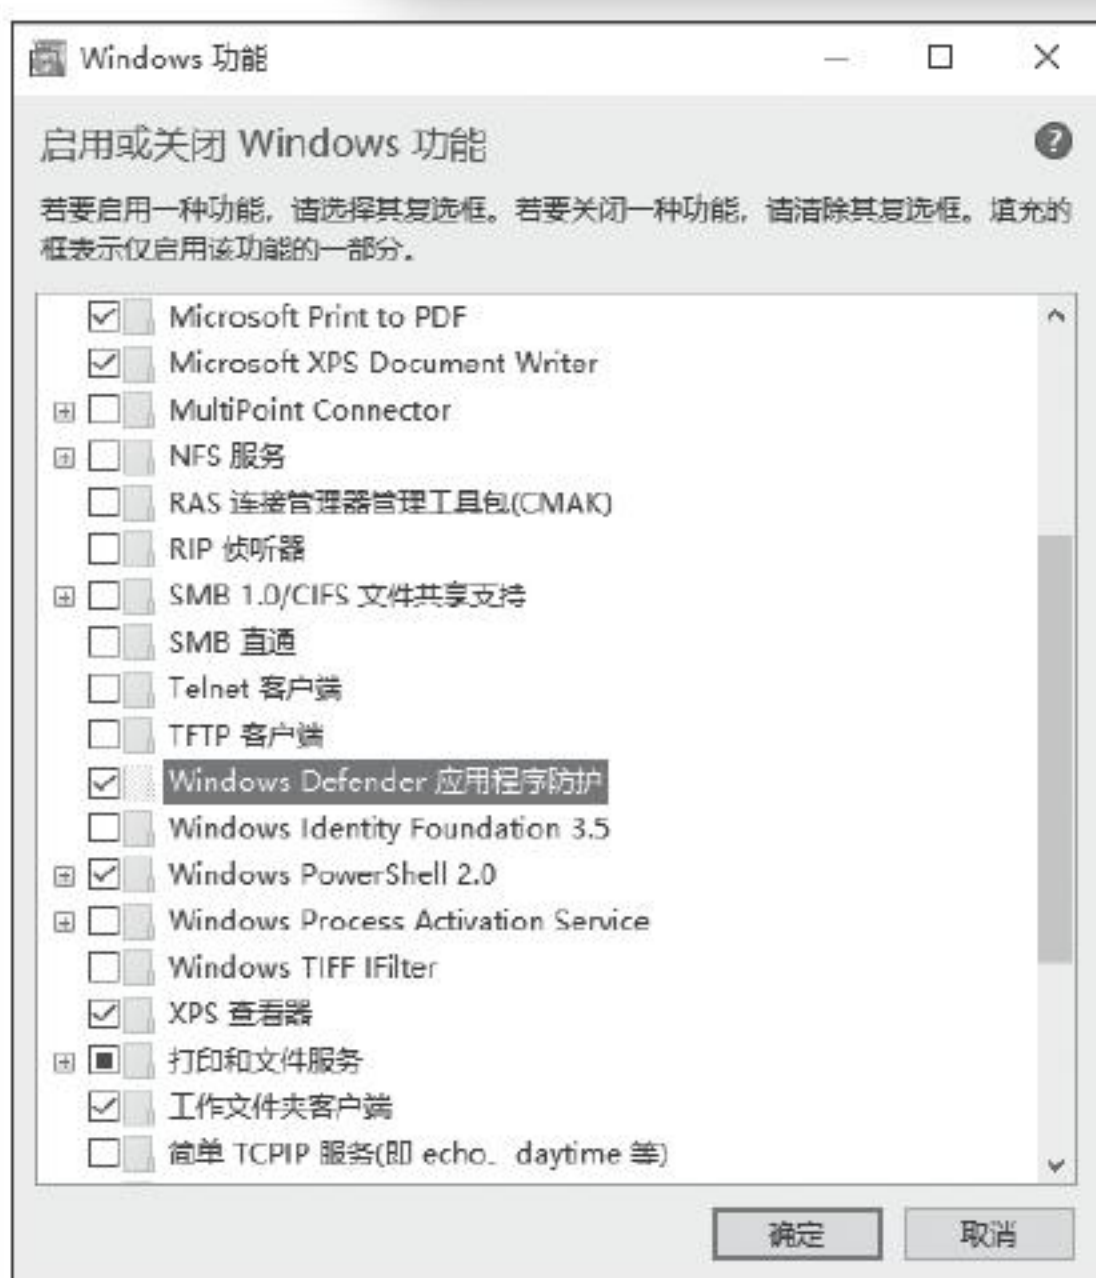 Windows 功能
启用或关闭 Windows 功能
若要启用一种功能，请选择其复选框。若要关闭一种功能，请清除其复选框。填充的
框表示仅启用该功能的一部分。
Microsoft Print to PDF
Microsoft XPS Document Writer
MultiPoint Connector
NFS 服务
RAS 连接管理器管理工具包(CMAK)
RIP 侦听器
SMB 1.0/CIFS 文件共享支持
SMB 直通
Telnet 客户端
TFTP 客户端
Windows Defender 应用程序防护
Windows Identity Foundation 3.5
Windows PowerShell 2.0
Windows Process Activation Service
Windows TIFF IFilter
XPS 查看器
打印和文件服务
工作文件夹客户端
简单 TCPIP 服务(即 echo、daytime 等)
确定
取消